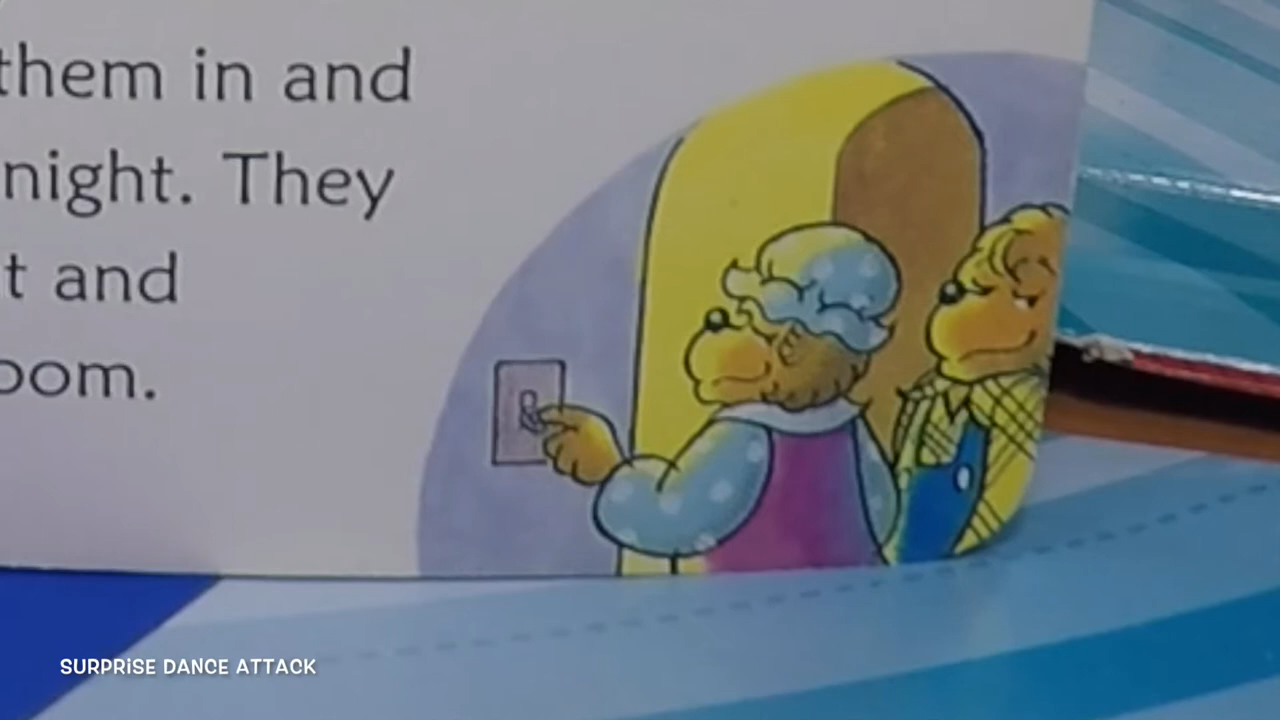 them in and
night. They
t and
oom.
SURPRiSE DANCE ATTACK